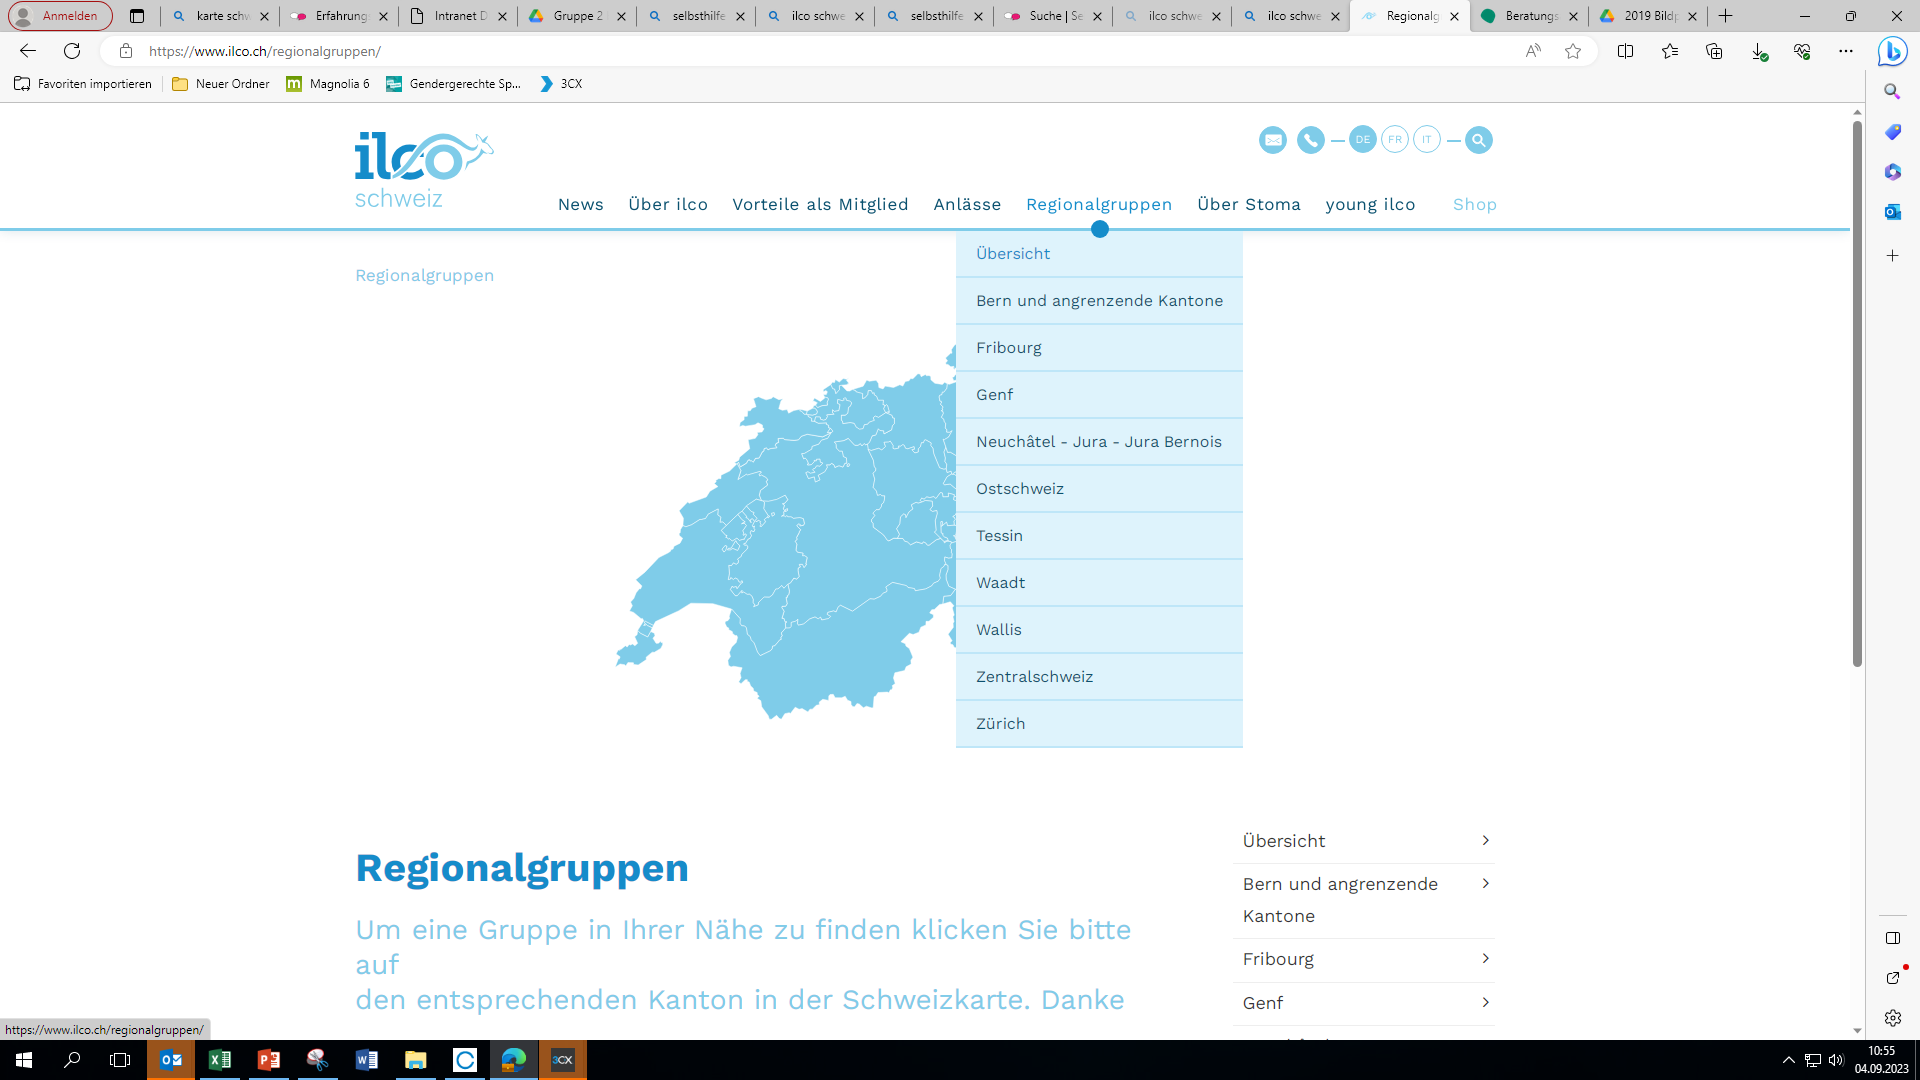 Anmelden
karte schw
Erfahrungs
Intranet D
Gruppe 2
selbsthilfe
ilco schwe
selbsthilfe
Suche | Se
ilco schwe
ilco schwe
Regionalg
Beratungs
2019 Bildp
https://www.ilco.ch/regionalgruppen/
Favoriten importieren
Neuer Ordner
Magnolia 6
Gendergerechte Sp...
3CX
ilco
schweiz
DE
FR
IT
News
Über ilco
Vorteile als Mitglied
Anlässe
Regionalgruppen
Über Stoma
young ilco
Shop
Regionalgruppen
Übersicht
Bern und angrenzende Kantone
Fribourg
Genf
Neuchâtel - Jura - Jura Bernois
Ostschweiz
Tessin
Waadt
Wallis
Zentralschweiz
Zürich
Regionalgruppen
Um eine Gruppe in Ihrer Nähe zu finden klicken Sie bitte
auf
den entsprechenden Kanton in der Schweizkarte. Danke
Übersicht
Bern und angrenzende
Kantone
Fribourg
Genf
https://www.ilco.ch/regionalgruppen/
3CX
10:55
04.09.2023